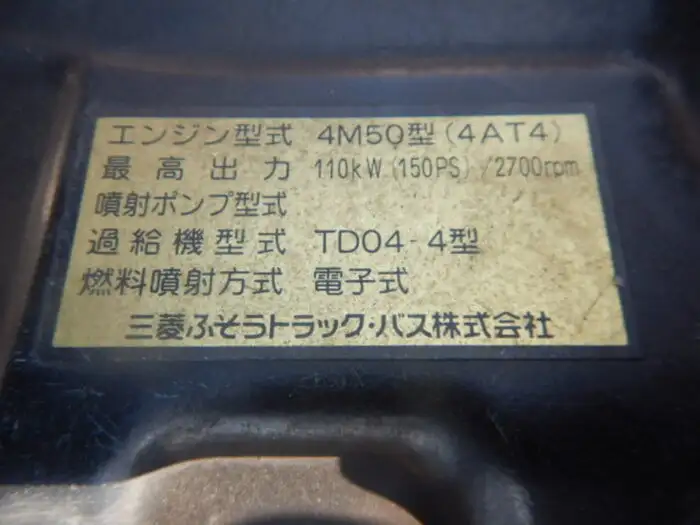 エンジン型式 4M50型(4AT4)
最高出力 110kW(150PS)/2700rpm
噴射ポンプ型式
過給機型式 TD04-4型
燃料噴射方式 電子式
三菱ふそうトラック・バス株式会社